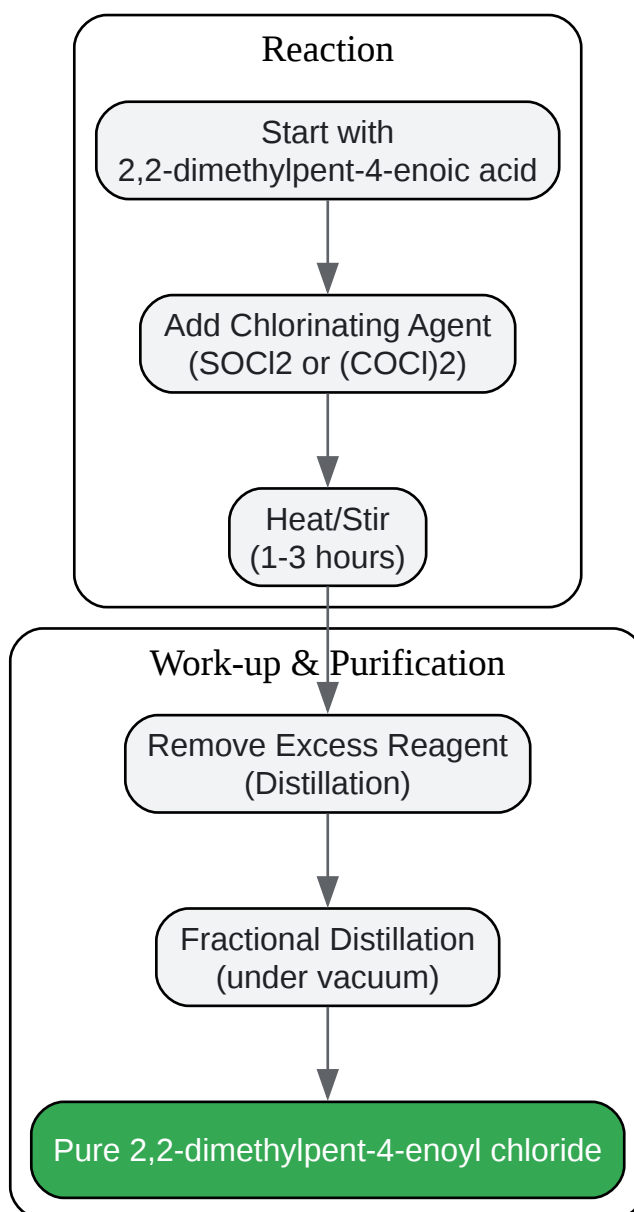 Reaction
Start with
2,2-dimethylpent-4-enoic acid
Add Chlorinating Agent
(SOCl2 or (COCl)2)
Heat/Stir
(1-3 hours)
Work-up & Purification
Remove Excess Reagent
(Distillation)
Fractional Distillation
(under vacuum)
Pure 2,2-dimethylpent-4-enoyl chloride